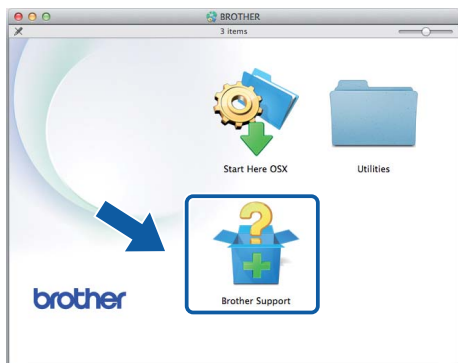 BROTHER
3 items
Start Here OSX
Utilities
Brother Support
brother